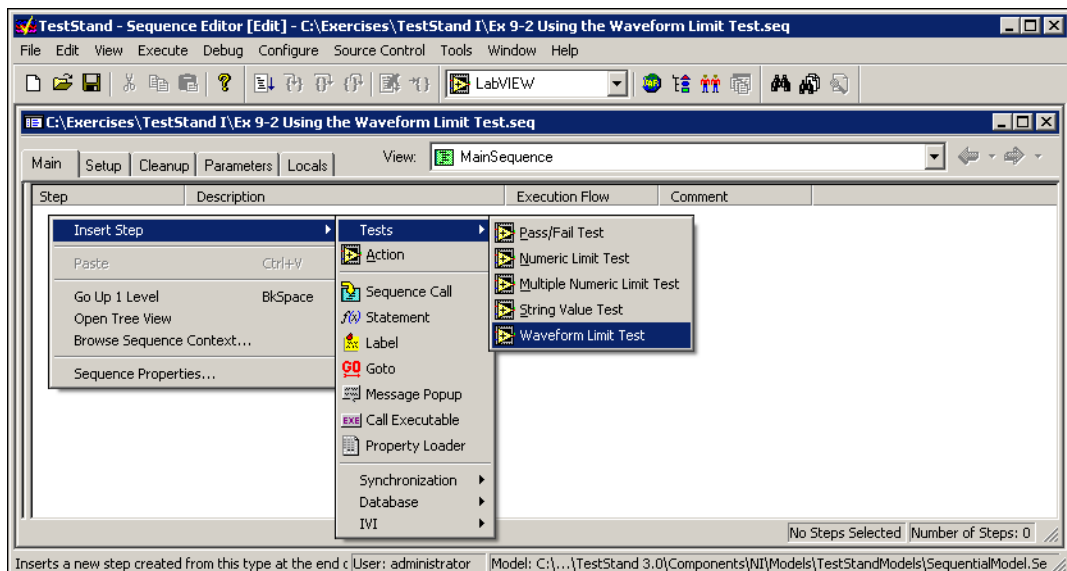 TestStand - Sequence Editor [Edit] - C:\Exercises\TestStand I\Ex 9-2 Using the Waveform Limit Test.seq
File Edit View Execute Debug Configure Source Control Tools Window Help
LabVIEW
C:\Exercises\TestStand I\Ex 9-2 Using the Waveform Limit Test.seq
Main Setup Cleanup Parameters Locals View: MainSequence
Step Description Execution Flow Comment
Insert Step
Paste Ctrl+V
Go Up 1 Level BkSpace
Open Tree View
Browse Sequence Context...
Sequence Properties...
Tests
Action
Sequence Call
f(x) Statement
Label
GO Goto
Message Popup
EXE Call Executable
Property Loader
Synchronization
Database
IVI
Pass/Fail Test
Numeric Limit Test
Multiple Numeric Limit Test
String Value Test
Waveform Limit Test
No Steps Selected Number of Steps: 0
Inserts a new step created from this type at the end c User: administrator Model: C:\...\TestStand 3.0\Components\NI\Models\TestStandModels\SequentialModel.Se